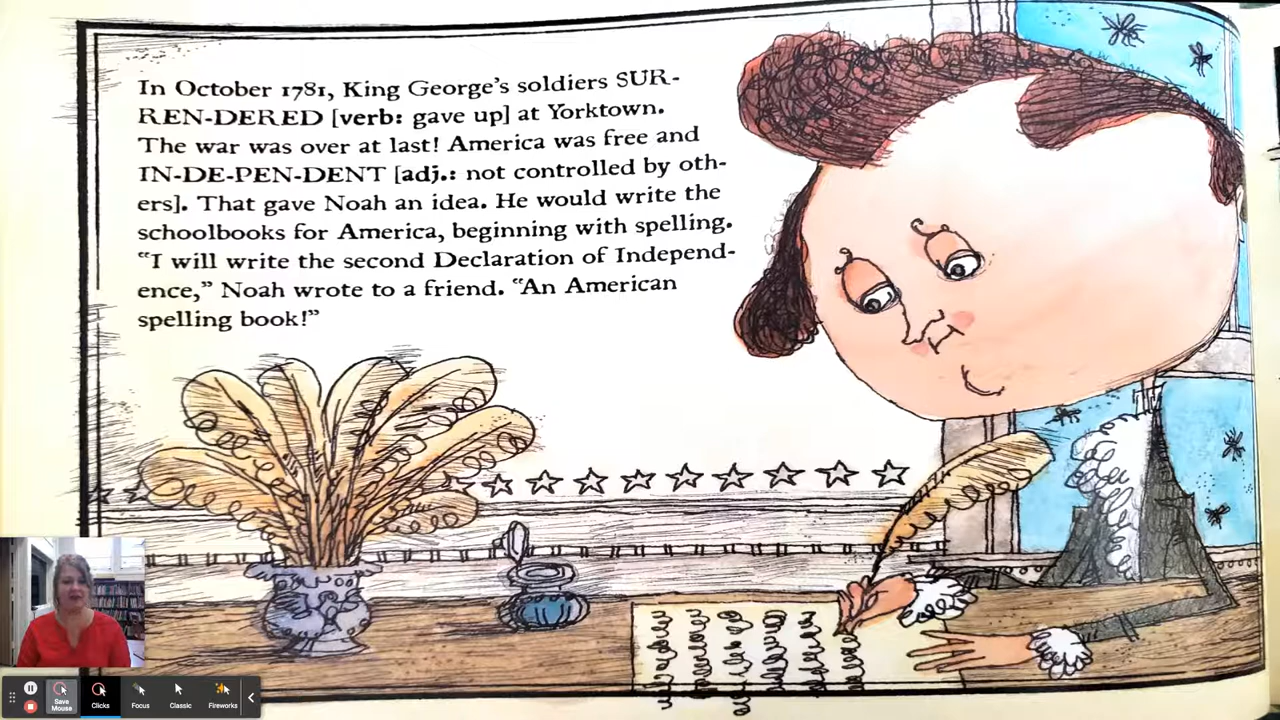 In October 1781, King George's soldiers SUR-
REN-DERED [verb: gave up] at Yorktown.
The war was over at last! America was free and
IN-DE-PEN-DENT [adj.: not controlled by oth-
ers]. That gave Noah an idea. He would write the
schoolbooks for America, beginning with spelling.
“I will write the second Declaration of Independ-
ence,” Noah wrote to a friend. “An American
spelling book!”
Save
Mouse
Clicks
Focus
Classic
Fireworks